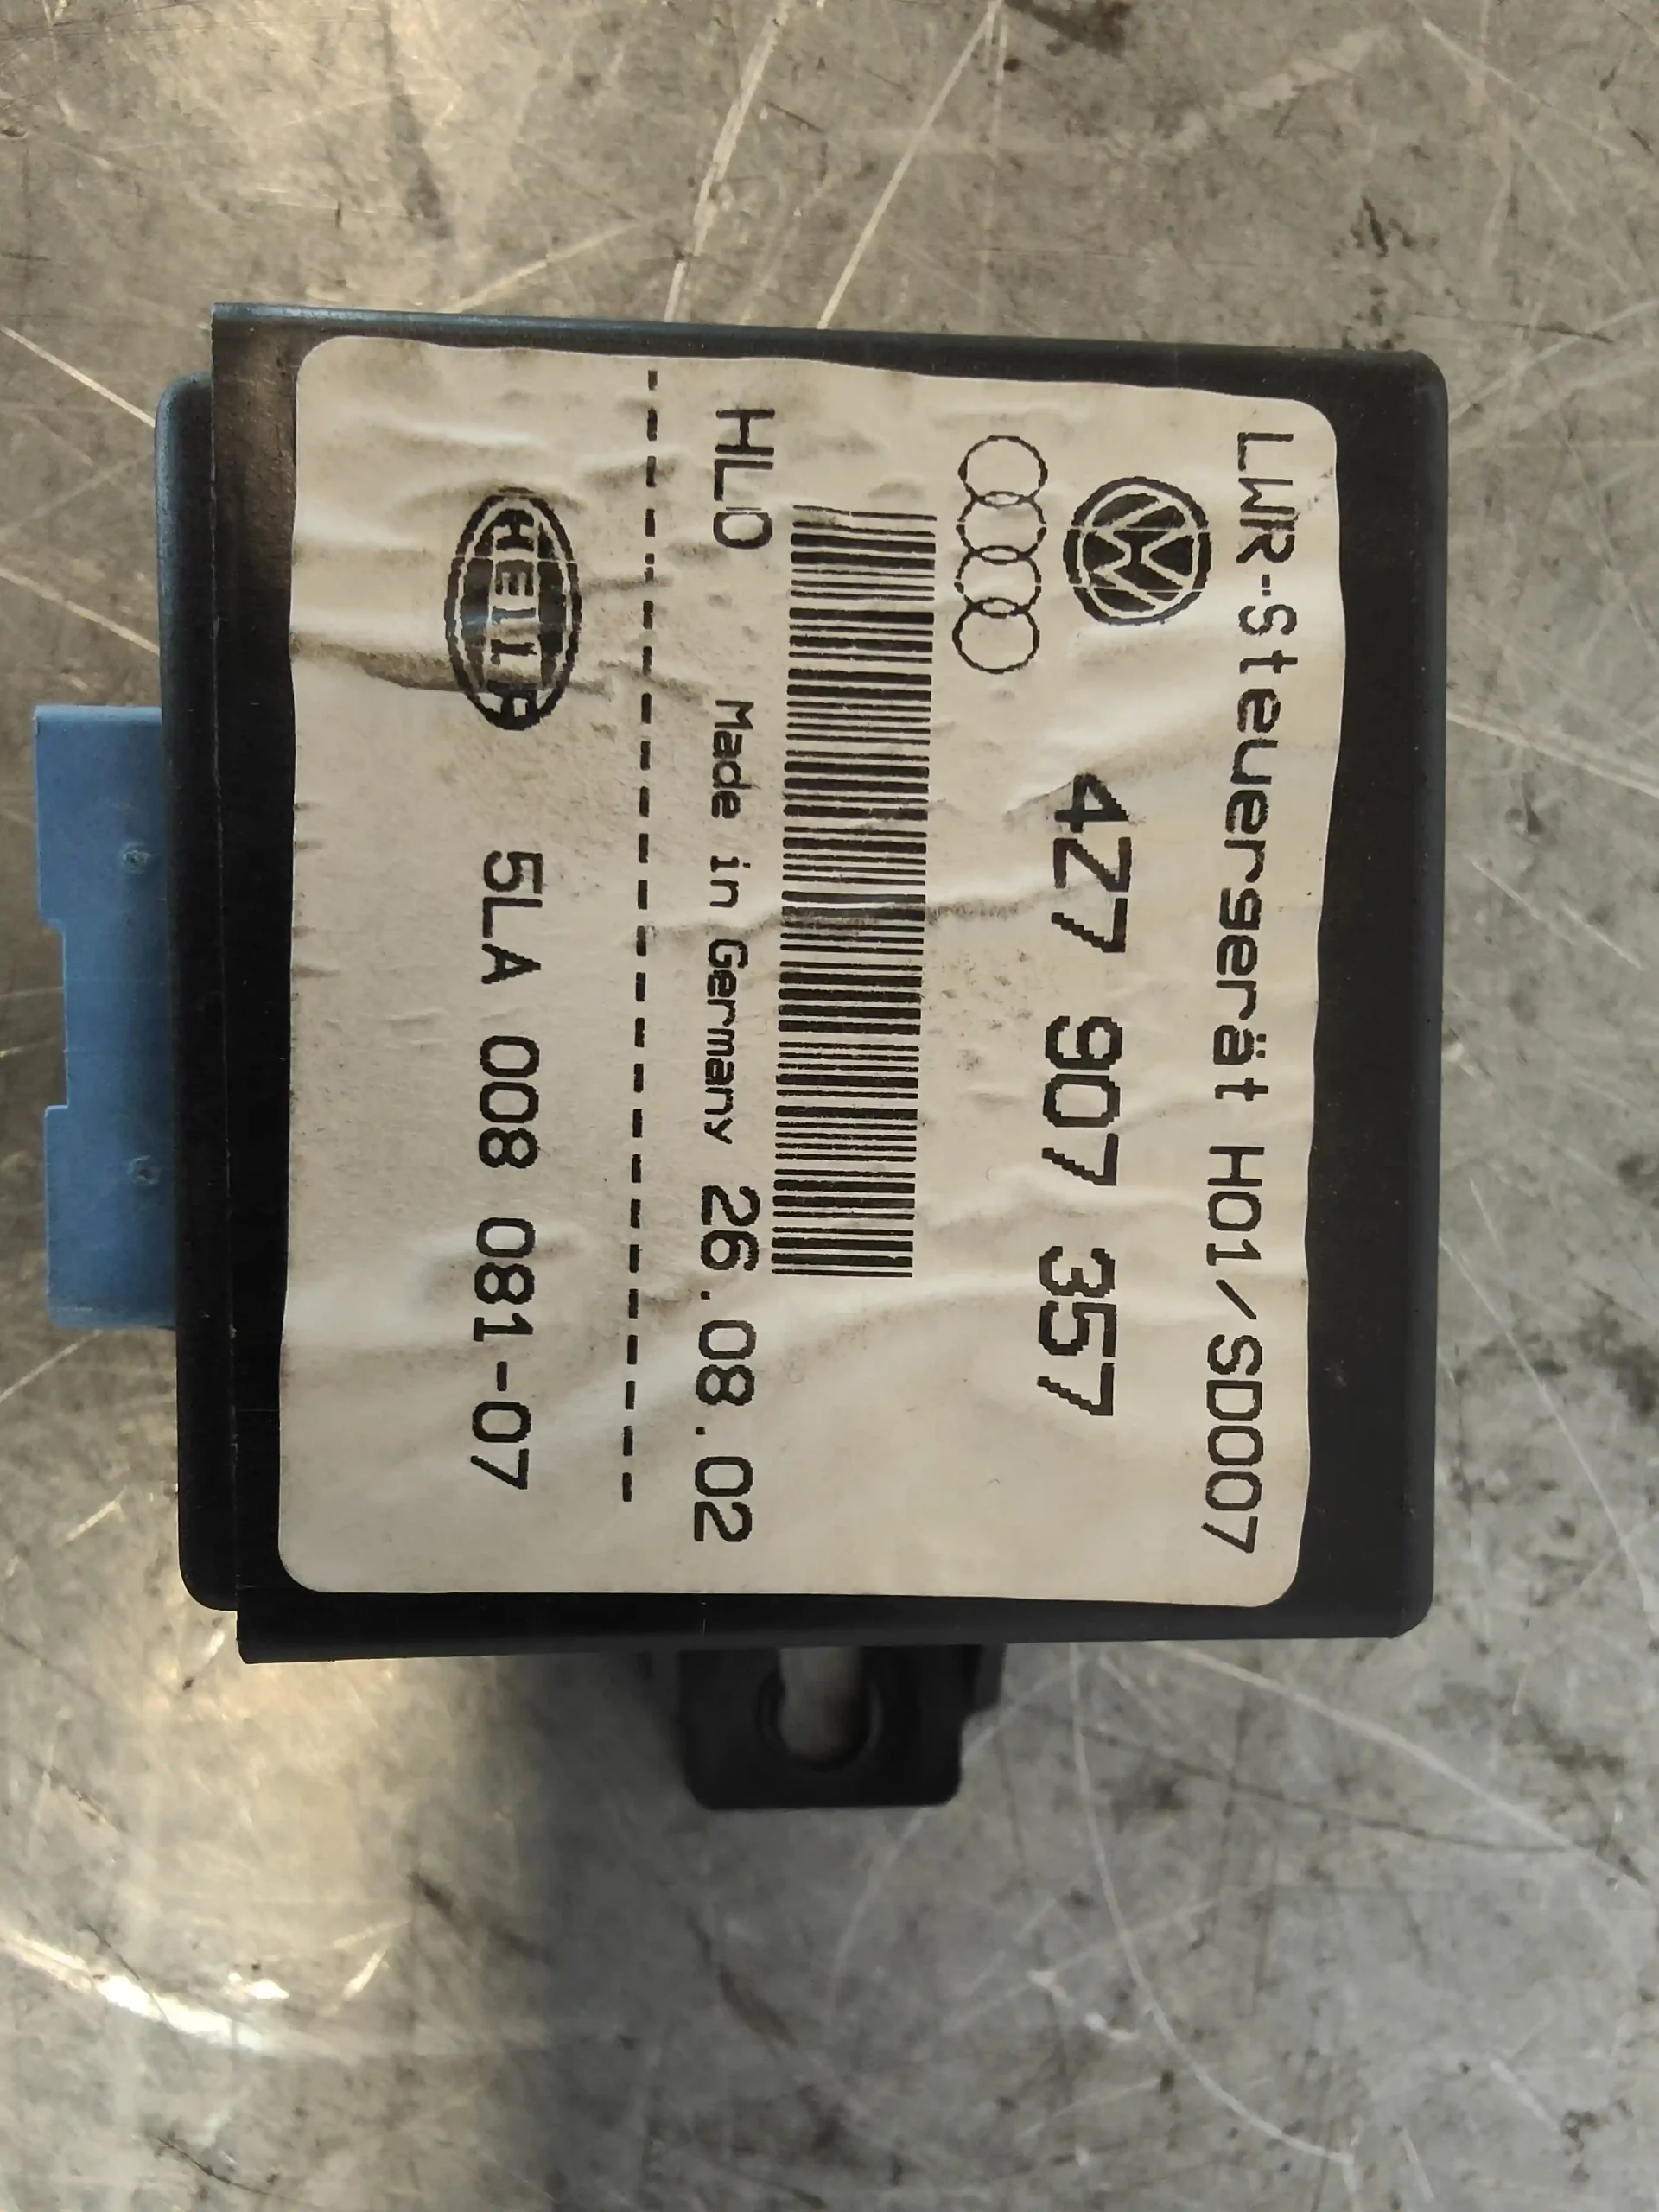 LWR-Steuergerät H01/SD007
4Z7 907 357
HLO Made in Germany 26.08.02
HELLA 5LA 008 081-07